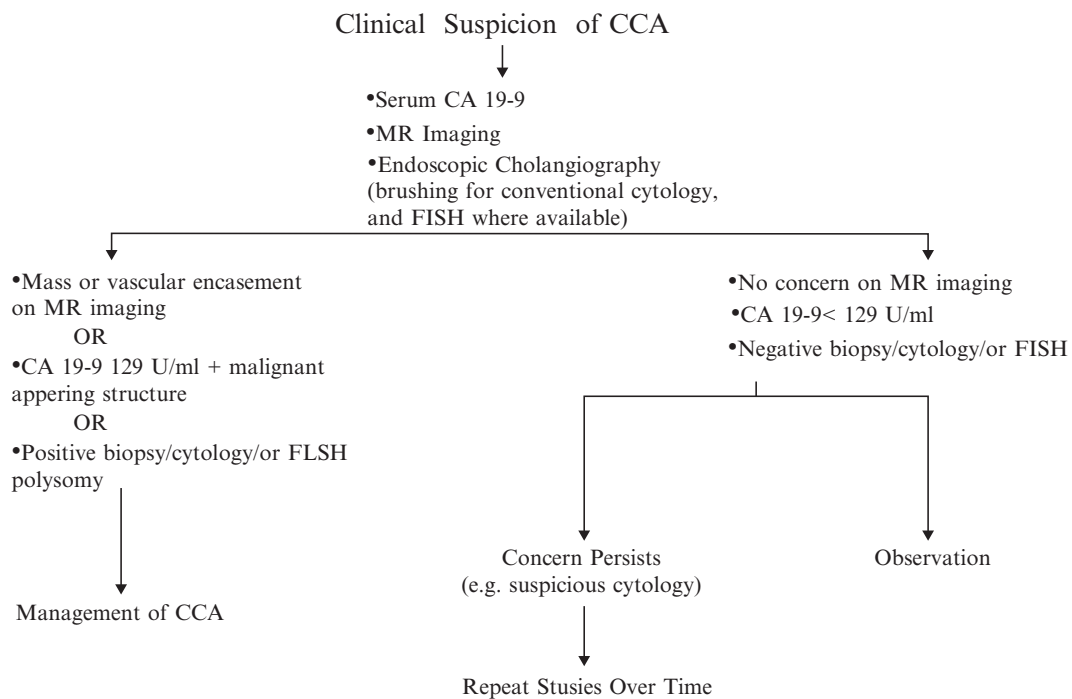 Clinical Suspicion of CCA
•Serum CA 19-9
•MR Imaging
•Endoscopic Cholangiography
(brushing for conventional cytology,
and FISH where available)
•Mass or vascular encasement
on MR imaging
OR
•CA 19-9 129 U/ml + malignant
appering structure
OR
•Positive biopsy/cytology/or FLSH
polysomy
Management of CCA
•No concern on MR imaging
•CA 19-9< 129 U/ml
•Negative biopsy/cytology/or FISH
Concern Persists
(e.g. suspicious cytology)
Repeat Stusies Over Time
Observation